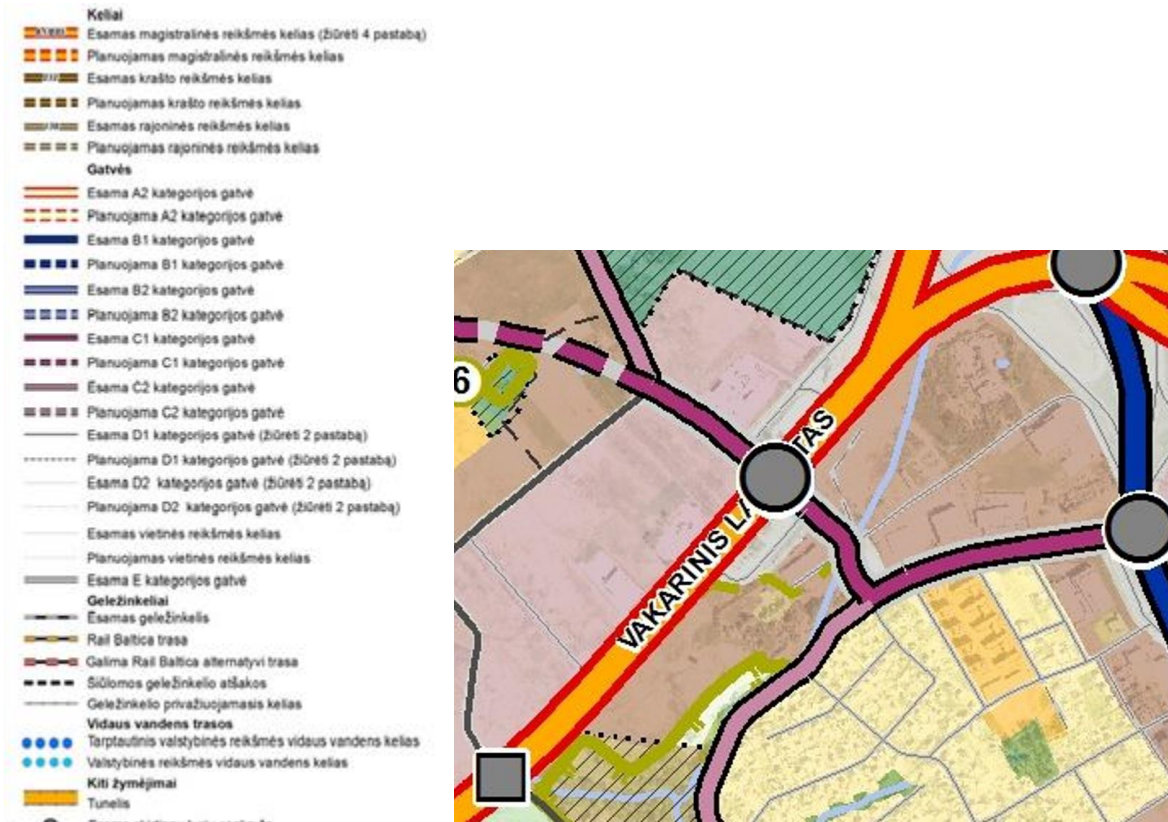 Keliai
Esamas magistralinės reikšmės kelias (žiūrėti 4 pastabą)
Planuojamas magistralinės reikšmės kelias
Esamas krašto reikšmės kelias
Planuojamas krašto reikšmės kelias
Esamas rajoninės reikšmės kelias
Planuojamas rajoninės reikšmės kelias
Gatvės
Esama A2 kategorijos gatvė
Planuojama A2 kategorijos gatvė
Esama B1 kategorijos gatvė
Planuojama B1 kategorijos gatvė
Esama B2 kategorijos gatvė
Planuojama B2 kategorijos gatvė
Esama C1 kategorijos gatvė
Planuojama C1 kategorijos gatvė
Esama C2 kategorijos gatvė
Planuojama C2 kategorijos gatvė
Esama D1 kategorijos gatvė (žiūrėti 2 pastabą)
Planuojama D1 kategorijos gatvė (žiūrėti 2 pastabą)
Esama D2 kategorijos gatvė (žiūrėti 2 pastabą)
Planuojama D2 kategorijos gatvė (žiūrėti 2 pastabą)
Esamas vietinės reikšmės kelias
Planuojamas vietinės reikšmės kelias
Esama E kategorijos gatvė
Geležinkeliai
Esamas geležinkelis
Rail Baltica trasa
Galima Rail Baltica alternatyvi trasa
Siūlomos geležinkelio atšakos
Geležinkelio privažiuojamasis kelias
Vidaus vandens trasos
Tarptautinis valstybinės reikšmės vidaus vandens kelias
Valstybinės reikšmės vidaus vandens kelias
Kiti žymėjimai
Tunelis
6
VAKARINIS LA TAS